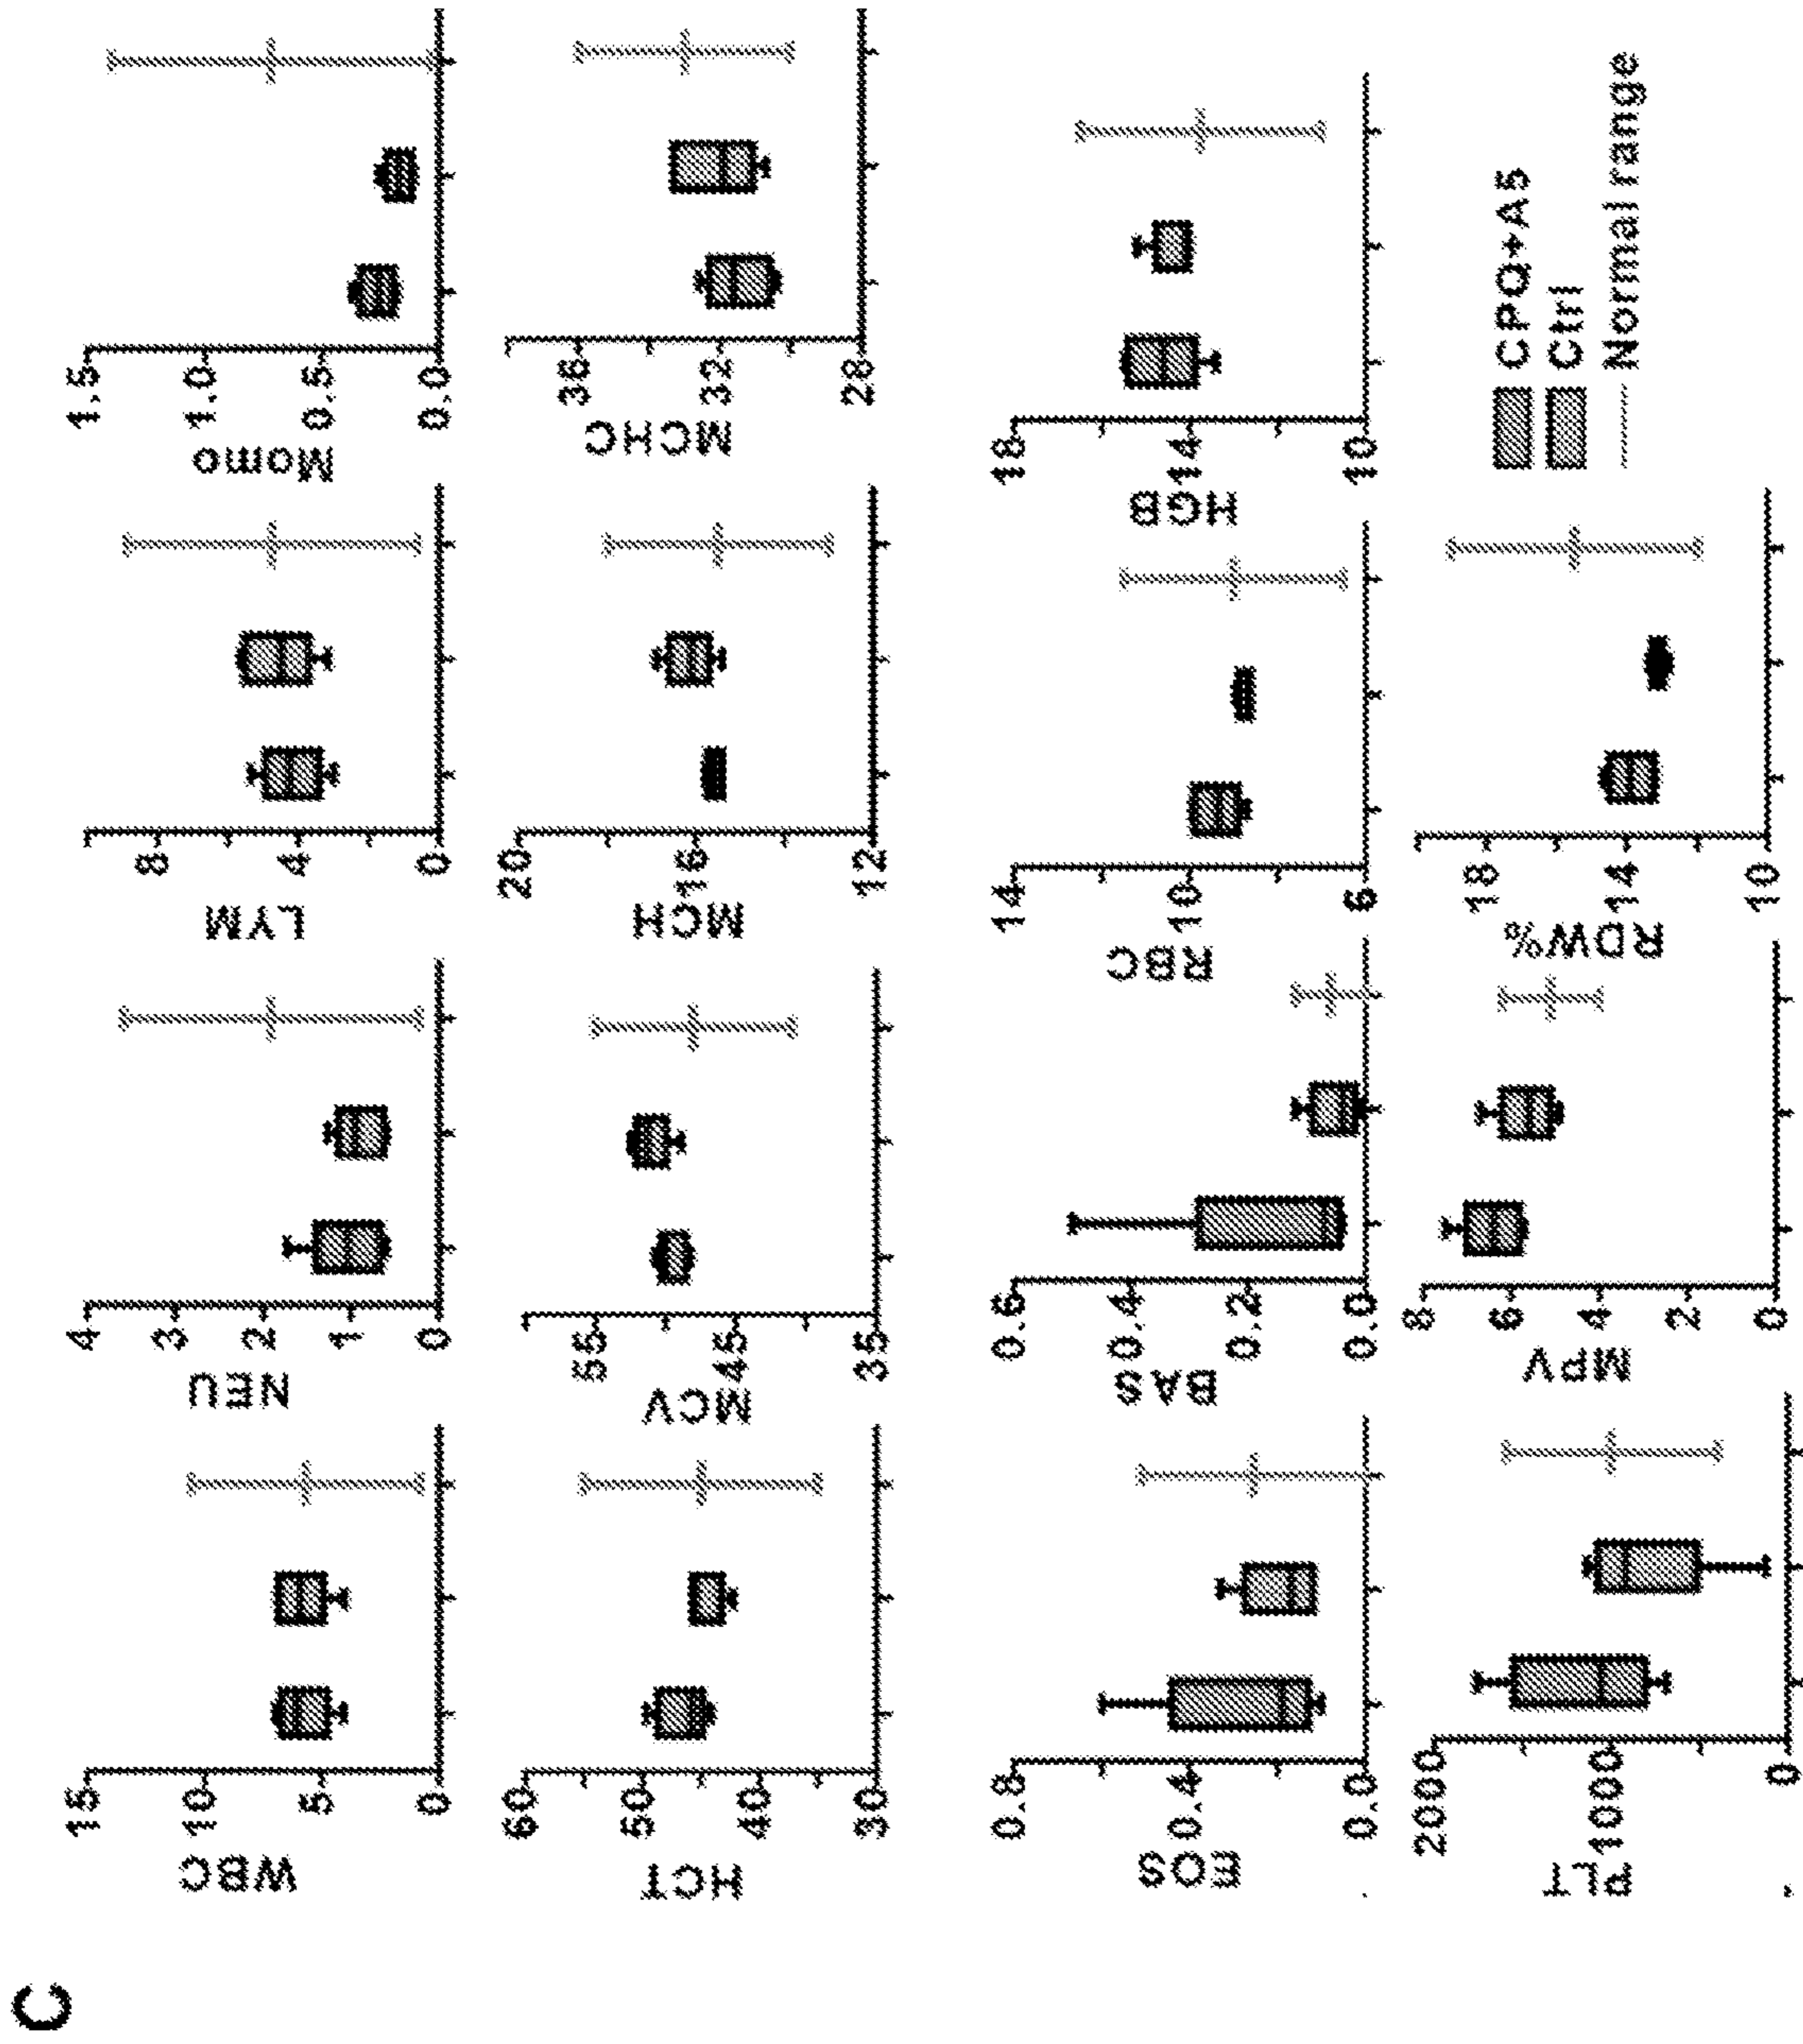 C
WBC
15
10
5
0
NEU
4
3
2
1
0
LYM
8
4
0
Momo
1.5
1.0
0.5
0.0
HCT
60
50
40
30
MCV
55
45
35
MCH
20
16
12
MCHC
36
32
28
EOS
0.8
0.4
0.0
BAS
0.6
0.4
0.2
0.0
RBC
14
10
6
HGB
18
14
10
PLT
2000
1000
0
MPV
8
6
4
2
0
RDW%
18
14
10
CPQ+A5
Ctrl
Normal range